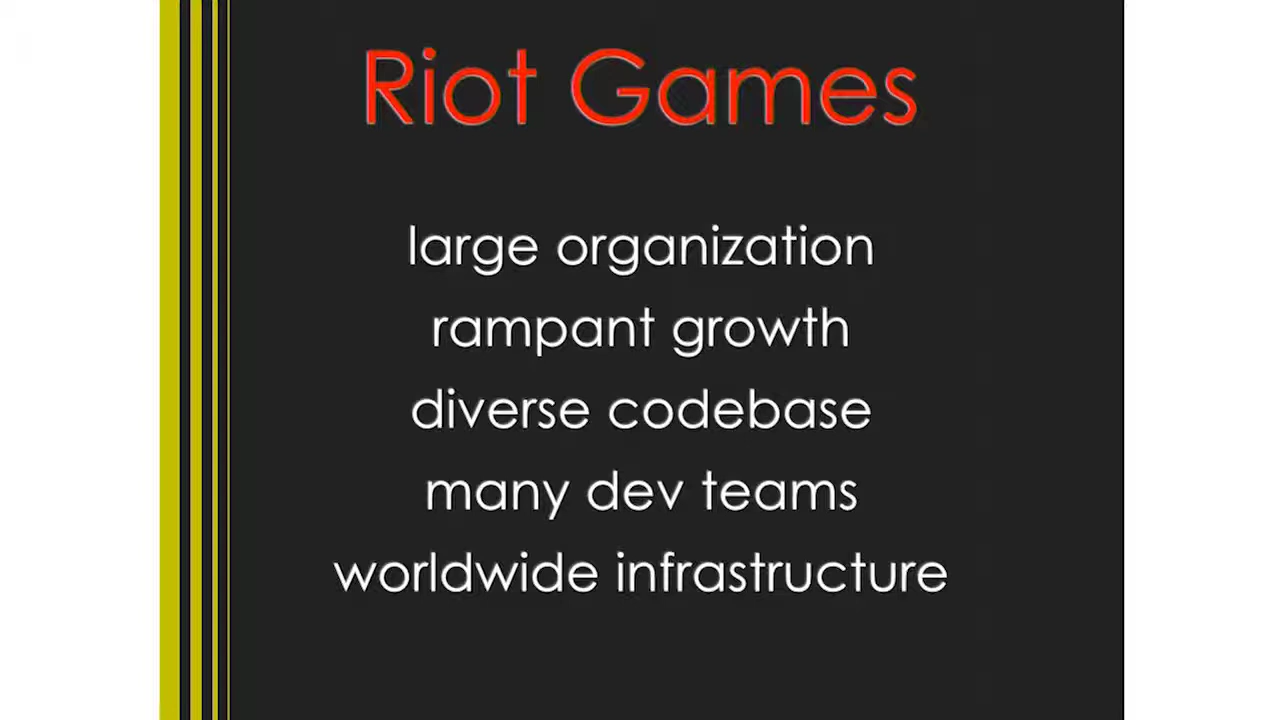 Riot Games
large organization
rampant growth
diverse codebase
many dev teams
worldwide infrastructure